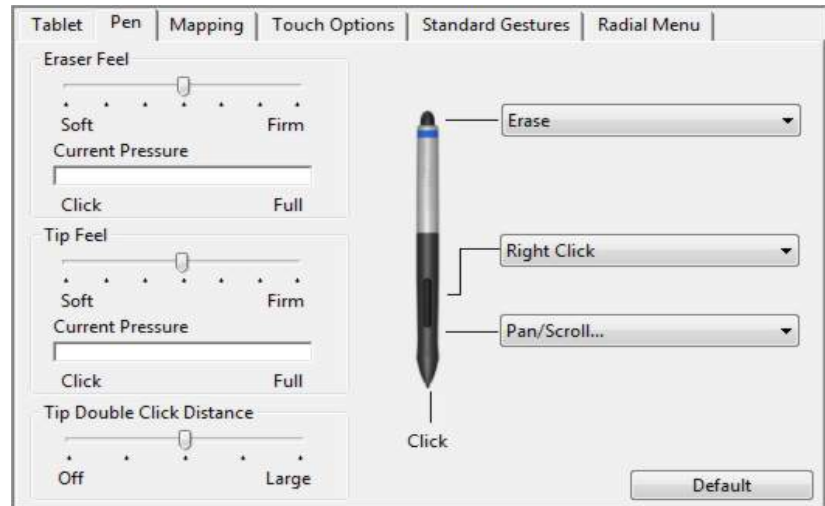 Tablet Pen Mapping Touch Options Standard Gestures Radial Menu
Eraser Feel
Soft Firm
Current Pressure
Click Full
Tip Feel
Soft Firm
Current Pressure
Click Full
Tip Double Click Distance
Off Large
Erase
Right Click
Pan/Scroll...
Click
Default